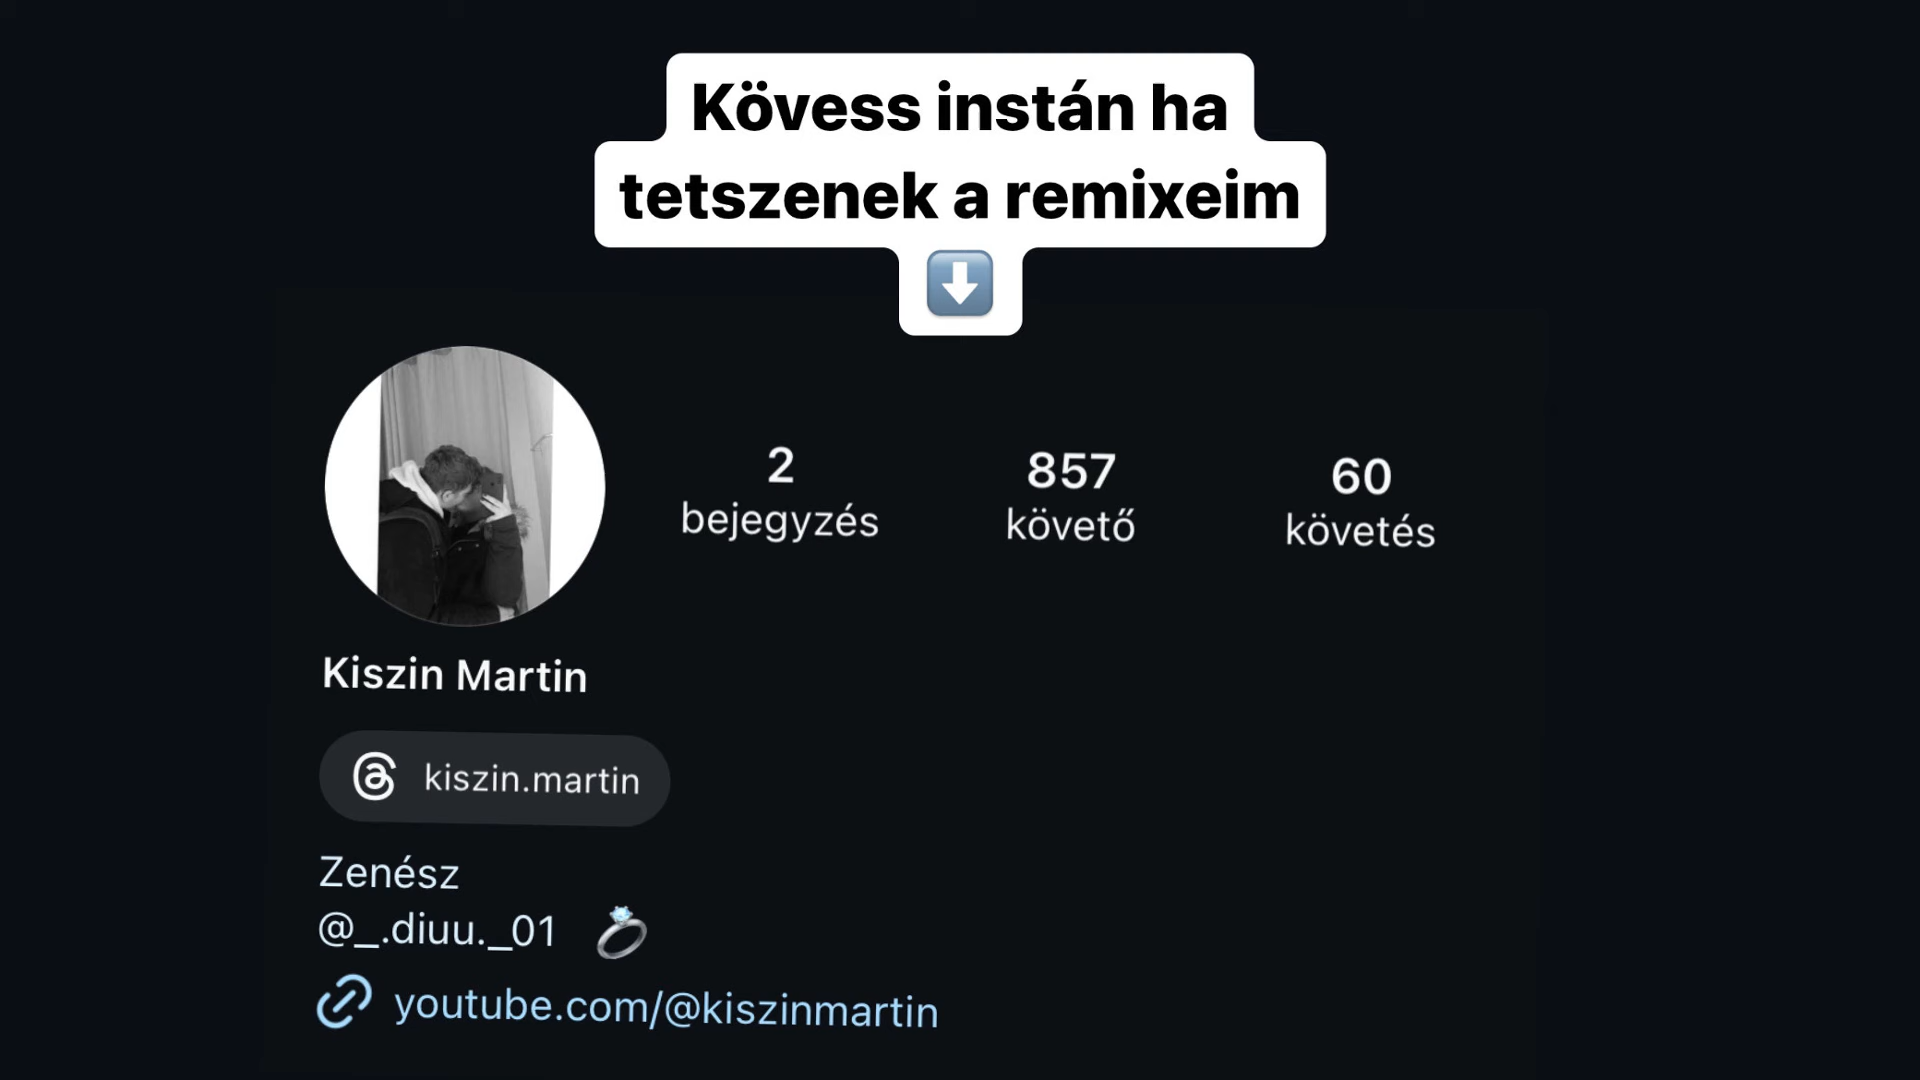 Kövess instán ha
tetszenek a remixeim
⬇️
2 857 60
bejegyzés követő követés
Kiszin Martin
kiszin.martin
Zenész
@_.diuu._01 💍
youtube.com/@kiszinmartin